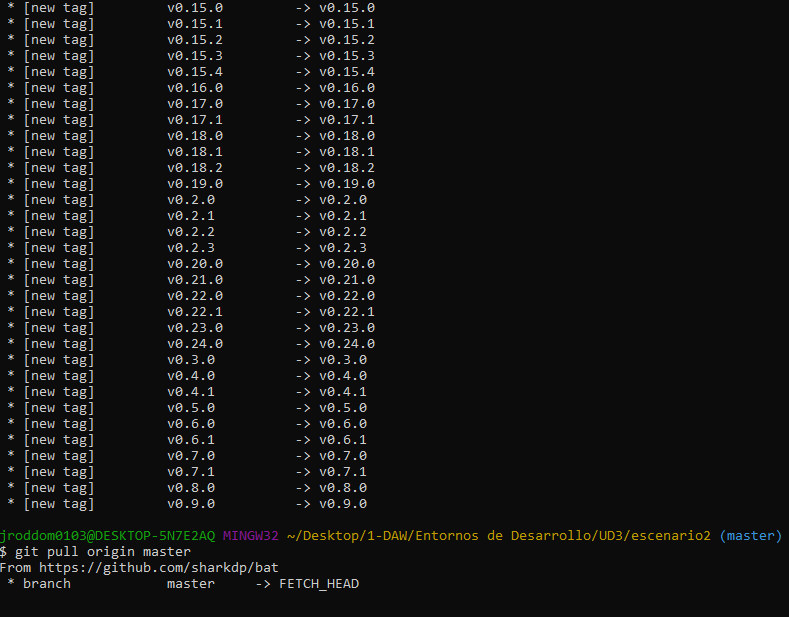 * [new tag]         v0.15.0         -> v0.15.0
* [new tag]         v0.15.1         -> v0.15.1
* [new tag]         v0.15.2         -> v0.15.2
* [new tag]         v0.15.3         -> v0.15.3
* [new tag]         v0.15.4         -> v0.15.4
* [new tag]         v0.16.0         -> v0.16.0
* [new tag]         v0.17.0         -> v0.17.0
* [new tag]         v0.17.1         -> v0.17.1
* [new tag]         v0.18.0         -> v0.18.0
* [new tag]         v0.18.1         -> v0.18.1
* [new tag]         v0.18.2         -> v0.18.2
* [new tag]         v0.19.0         -> v0.19.0
* [new tag]         v0.2.0          -> v0.2.0
* [new tag]         v0.2.1          -> v0.2.1
* [new tag]         v0.2.2          -> v0.2.2
* [new tag]         v0.2.3          -> v0.2.3
* [new tag]         v0.20.0         -> v0.20.0
* [new tag]         v0.21.0         -> v0.21.0
* [new tag]         v0.22.0         -> v0.22.0
* [new tag]         v0.22.1         -> v0.22.1
* [new tag]         v0.23.0         -> v0.23.0
* [new tag]         v0.24.0         -> v0.24.0
* [new tag]         v0.3.0          -> v0.3.0
* [new tag]         v0.4.0          -> v0.4.0
* [new tag]         v0.4.1          -> v0.4.1
* [new tag]         v0.5.0          -> v0.5.0
* [new tag]         v0.6.0          -> v0.6.0
* [new tag]         v0.6.1          -> v0.6.1
* [new tag]         v0.7.0          -> v0.7.0
* [new tag]         v0.7.1          -> v0.7.1
* [new tag]         v0.8.0          -> v0.8.0
* [new tag]         v0.9.0          -> v0.9.0
jroddom0103@DESKTOP-5N7E2AQ MINGW32 ~/Desktop/1-DAW/Entornos de Desarrollo/UD3/escenario2 (master)
$ git pull origin master
From https://github.com/sharkdp/bat
* branch            master     -> FETCH_HEAD